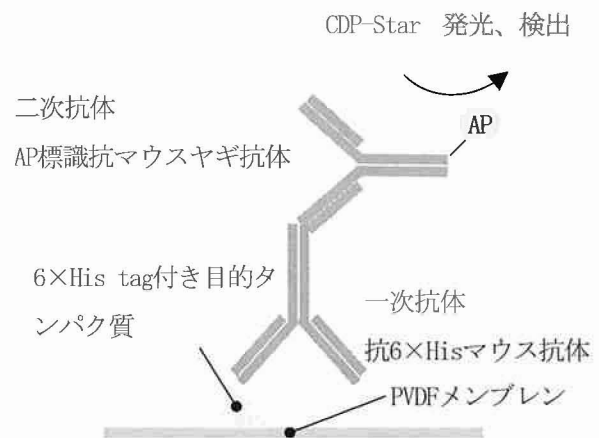 CDP-Star 発光、検出
二次抗体
AP標識抗マウスヤギ抗体
AP
6×His tag付き目的タ
ンパク質
一次抗体
抗6×Hisマウス抗体
PVDFメンブレン